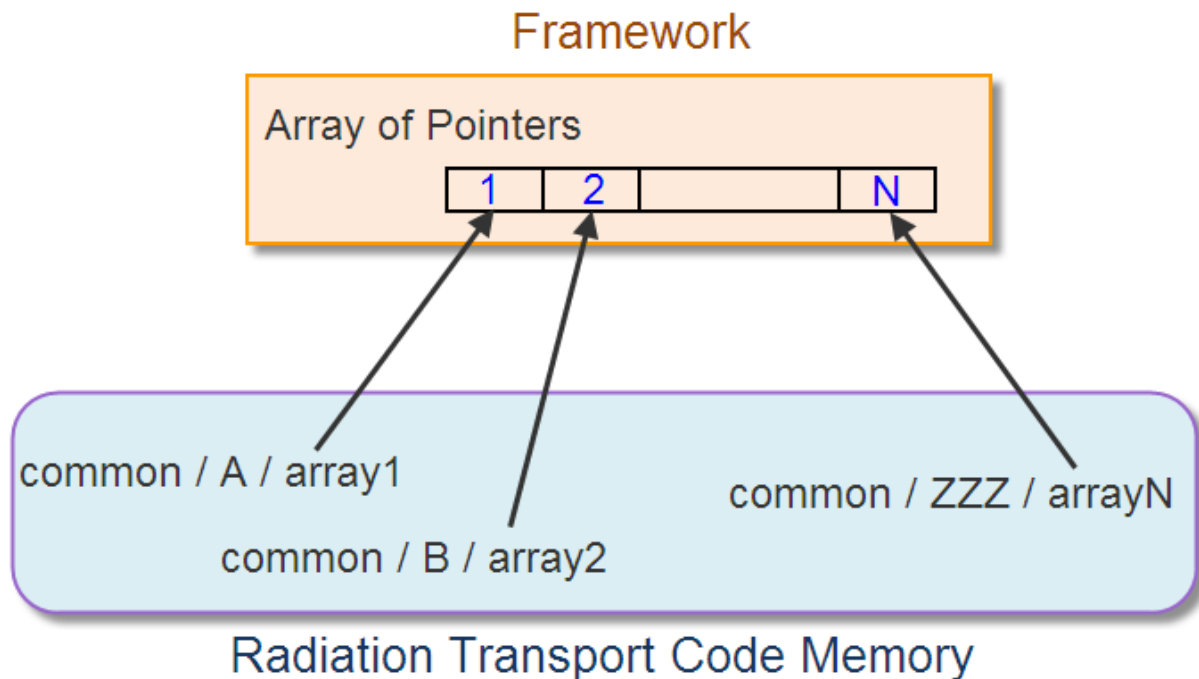 Framework
Array of Pointers
1 2 N
common / A / array1
common / ZZZ / arrayN
common / B / array2
Radiation Transport Code Memory